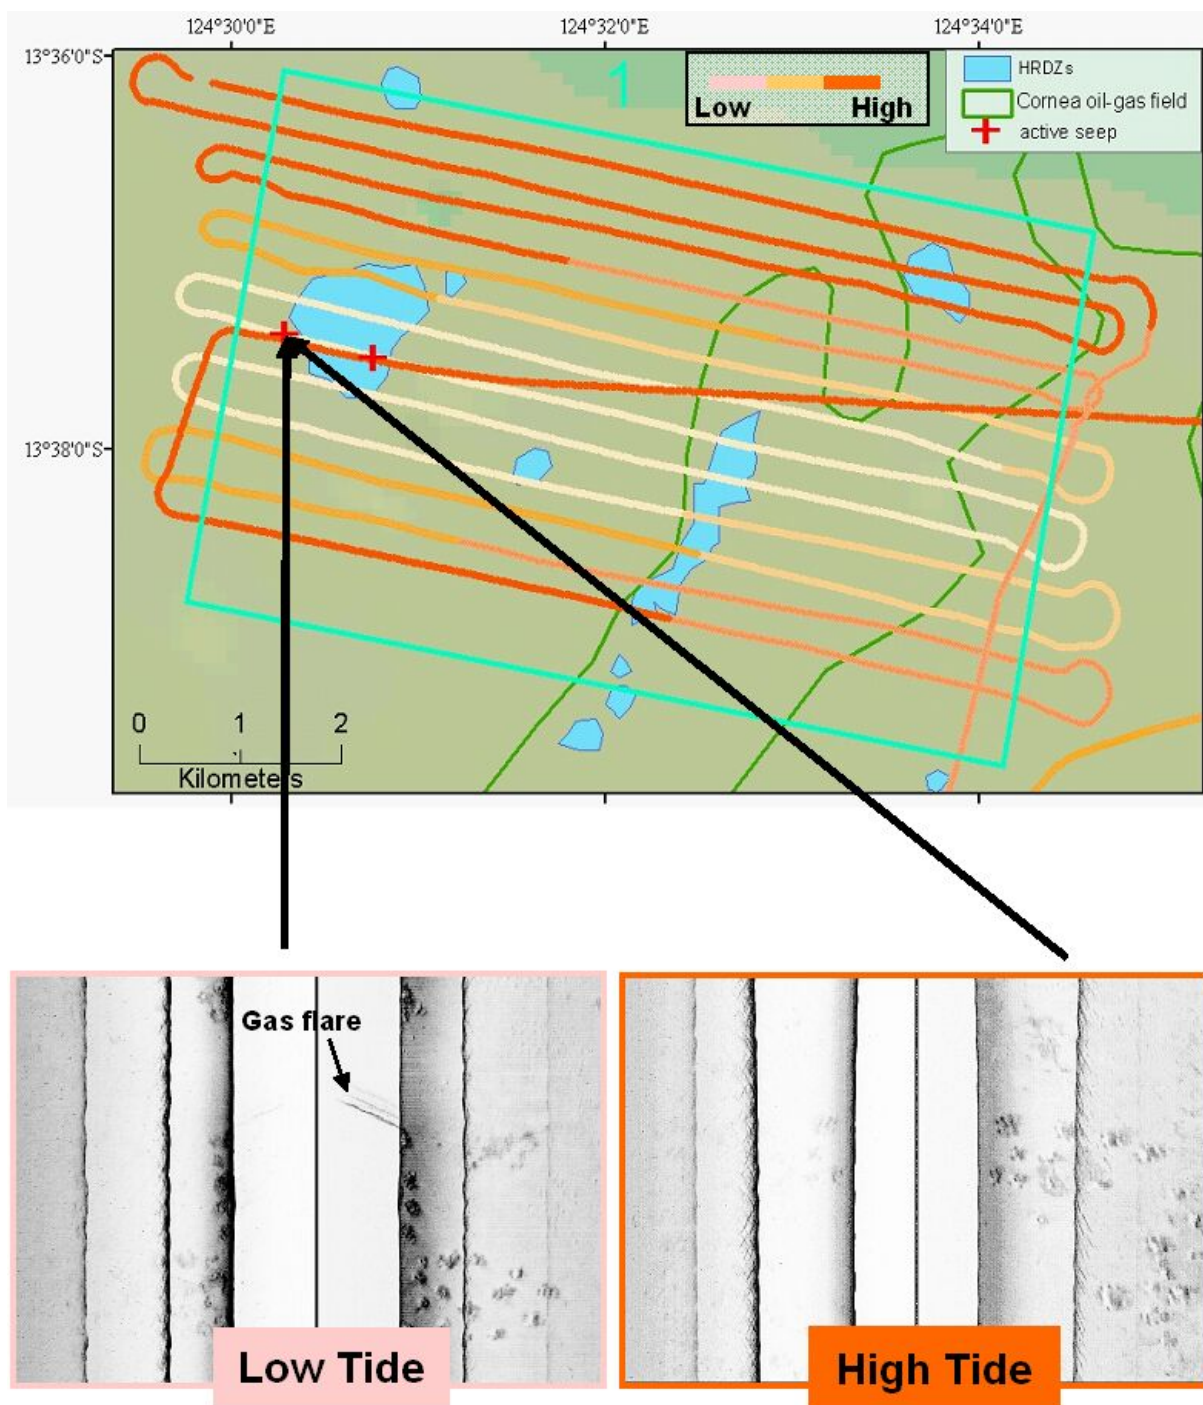 124°30'0"E
124°32'0"E
124°34'0"E
13°36'0"S
1
Low
High
HRDZs
Cornea oil-gas field
active seep
13°38'0"S
0
1
2
Kilometers
Gas flare
Low Tide
High Tide